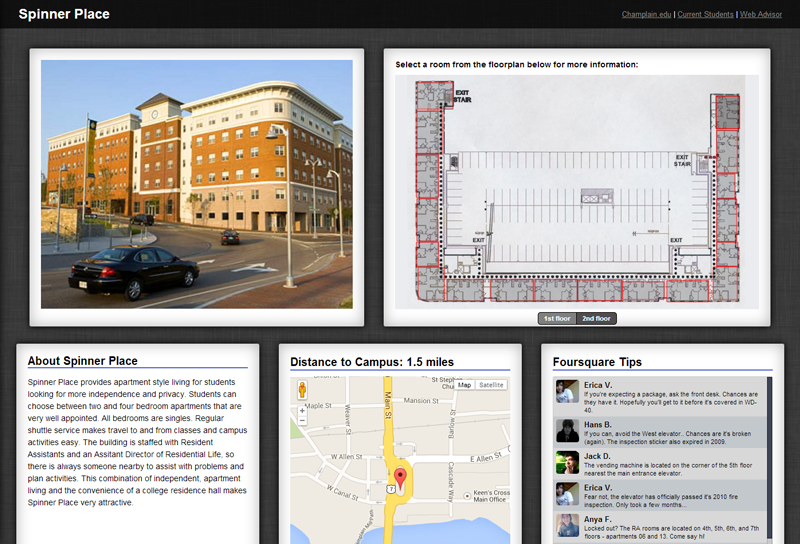 Spinner Place
Champlain.edu | Current Students | Web Advisor
Select a room from the floorplan below for more information:
EXIT
STAIR
EXIT
STAIR
EXIT
EXIT
1st floor
2nd floor
About Spinner Place
Spinner Place provides apartment style living for students
looking for more independence and privacy. Students can
choose between two and four bedroom apartments that are
very well appointed. All bedrooms are singles. Regular
shuttle service makes travel to and from classes and campus
activities easy. The building is staffed with Resident
Assistants and an Assitant Director of Residential Life, so
there is always someone nearby to assist with problems and
plan activities. This combination of independent, apartment
living and the convenience of a college residence hall makes
Spinner Place very attractive.
Distance to Campus: 1.5 miles
Map
Satellite
St Stephen
Chu
Main St
Maple St
Mansion St
Weaver St
Barlow St
W Allen St
E Allen St
Cascade Way
W Canal St
7
Keen's Cross
Main Office
Champlain Mill
Foursquare Tips
Erica V.
If you're expecting a package, ask the front desk. Chances are
they have it. Hopefully you'll get it before it's covered in WD-
40.
Hans B.
If you can, avoid the West elevator.. Chances are it's broken
(again). The inspection sticker also expired in 2009.
Jack D.
The vending machine is located on the corner of the 5th floor
nearest the main entrance elevator.
Erica V.
Fear not, the elevator has officially passed it's 2010 fire
inspection. Only took a few months...
Anya F.
Locked out? The RA rooms are located on 4th, 5th, 6th, and 7th
floors - apartments 06 and 13. Come say hi!